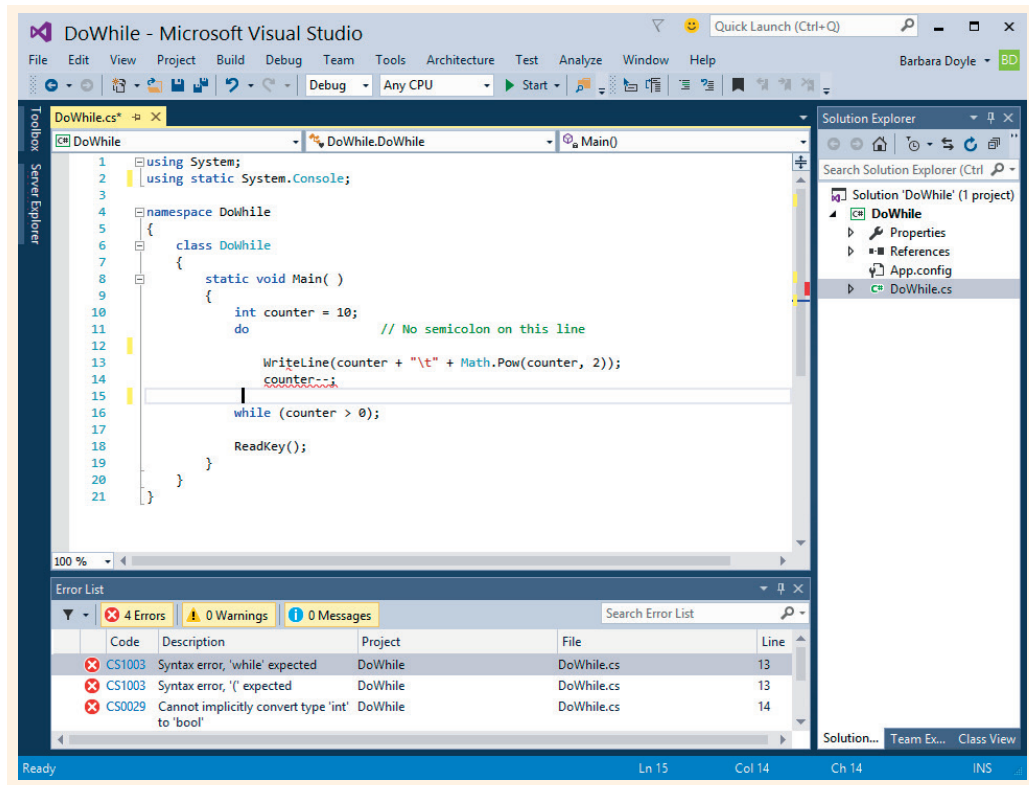 DoWhile - Microsoft Visual Studio
Quick Launch (Ctrl+Q)
File Edit View Project Build Debug Team Tools Architecture Test Analyze Window Help
Barbara Doyle BD
Debug Any CPU Start
Toolbox
Server Explorer
DoWhile.cs*
C# DoWhile DoWhile.DoWhile Main()
1 using System;
2 using static System.Console;
3
4 namespace DoWhile
5 {
6 class DoWhile
7 {
8 static void Main( )
9 {
10 int counter = 10;
11 do // No semicolon on this line
12
13 WriteLine(counter + "\t" + Math.Pow(counter, 2));
14 counter--;
15
16 while (counter > 0);
17
18 ReadKey();
19 }
20 }
21 }
100 %
Error List
4 Errors 0 Warnings 0 Messages
Search Error List
Code Description Project File Line
CS1003 Syntax error, 'while' expected DoWhile DoWhile.cs 13
CS1003 Syntax error, '(' expected DoWhile DoWhile.cs 13
CS0029 Cannot implicitly convert type 'int' DoWhile DoWhile.cs 14
to 'bool'
Solution Explorer
Search Solution Explorer (Ctrl
Solution 'DoWhile' (1 project)
C# DoWhile
Properties
References
App.config
C# DoWhile.cs
Solution... Team Ex... Class View
Ready Ln 15 Col 14 Ch 14 INS